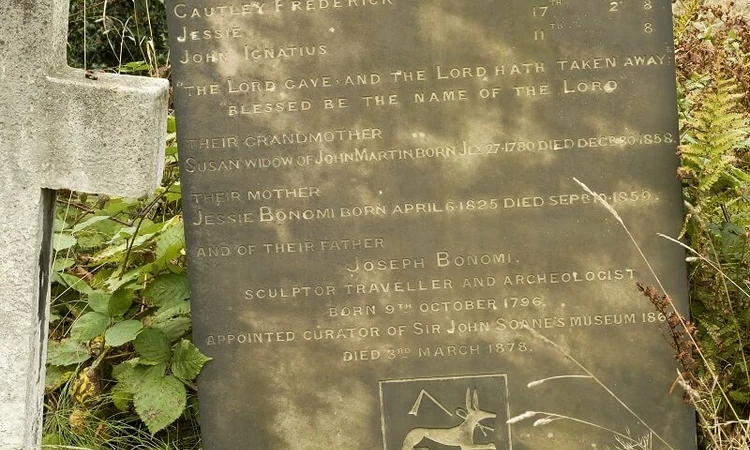 CAUTLEY FREDERICK 17TH 2 8
JESSIE 11TH 8
JOHN IGNATIUS
"THE LORD GAVE, AND THE LORD HATH TAKEN AWAY;
BLESSED BE THE NAME OF THE LORD"
THEIR GRANDMOTHER
SUSAN WIDOW OF JOHN MARTIN BORN JLY 27·1780 DIED DECR 30 1858.
THEIR MOTHER
JESSIE BONOMI BORN APRIL 6 1825 DIED SEPR 10 1859.
AND OF THEIR FATHER
JOSEPH BONOMI.
SCULPTOR TRAVELLER AND ARCHEOLOGIST
BORN 9TH OCTOBER 1796.
APPOINTED CURATOR OF SIR JOHN SOANE'S MUSEUM
DIED 3RD MARCH 1878.